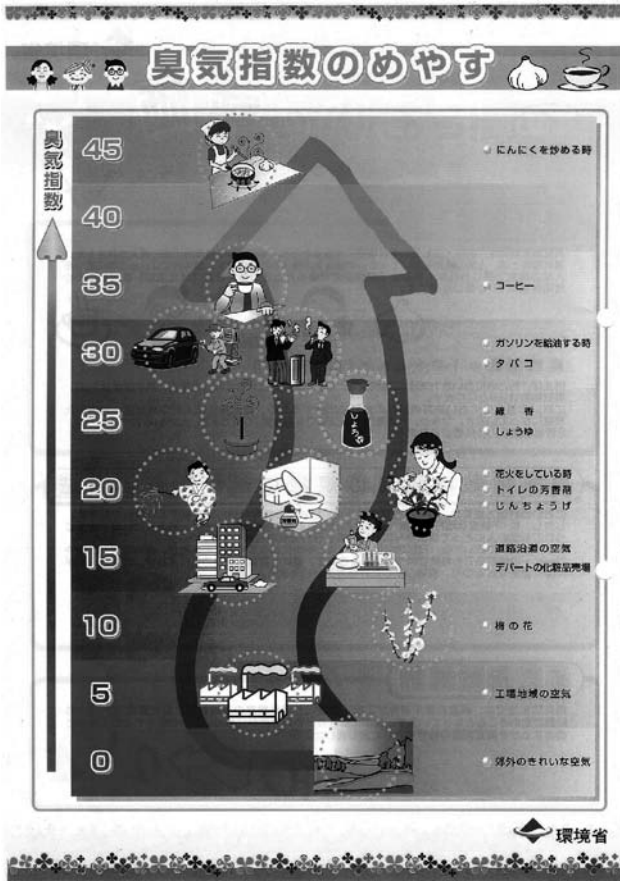 臭気指数のめやす
臭気指数
45
にんにくを炒める時
40
35
コーヒー
30
ガソリンを給油する時
タバコ
25
線 香
しょうゆ
しょうゆ
20
花火をしている時
トイレの芳香剤
じんちょうげ
15
道路沿道の空気
デパートの化粧品売場
10
梅の花
5
工場地域の空気
0
郊外のきれいな空気
環境省